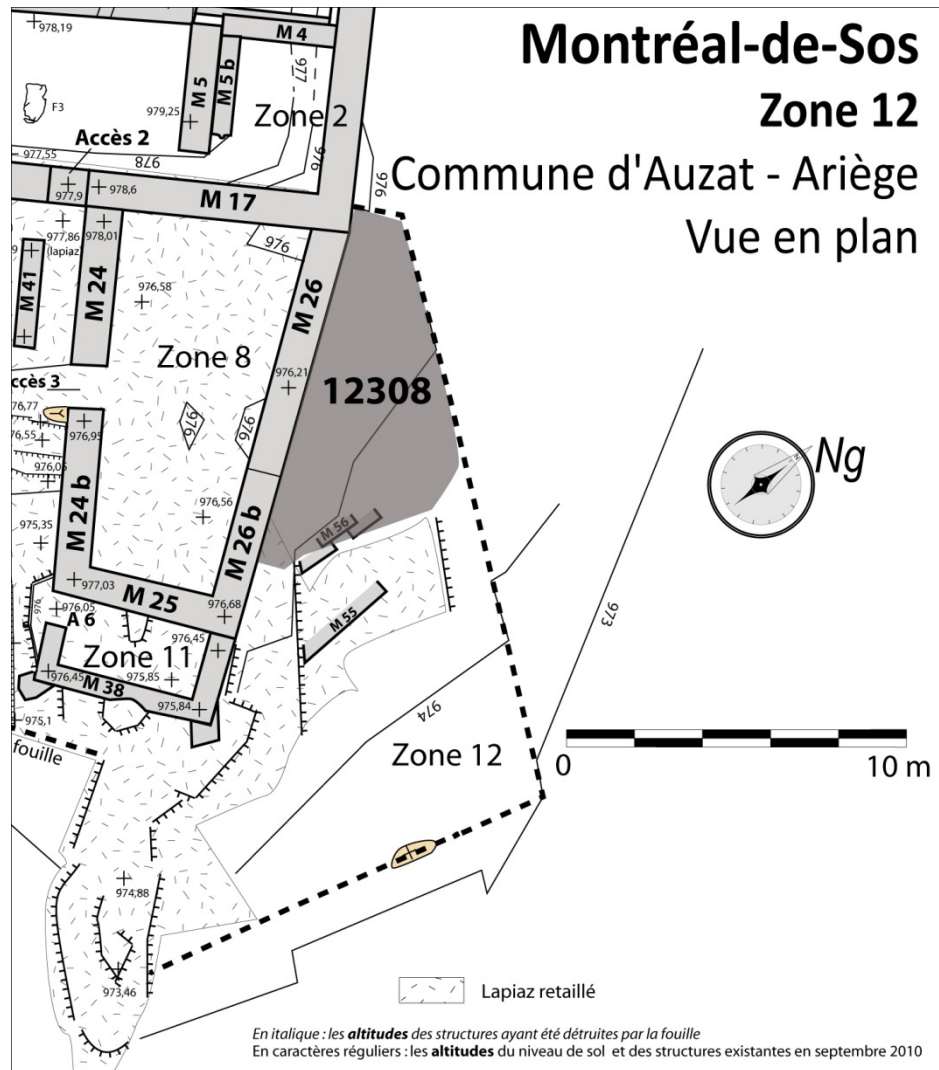 Montréal-de-Sos
Zone 12
Commune d'Auzat - Ariège
Vue en plan
978,19
M 4
M 5
M 5 b
977
F3
979,25
Zone 2
Accès 2
977,55
978
976
976
977,9
978,6
M 17
977,86
(lapiaz)
978,01
976
M 41
M 24
976,58
M 26
Zone 8
976,21
12308
ccès 3
976,77
976,95
976
976
76,55
976,05
Ng
975,35
M 24 b
976,56
M 26 b
M 56
977,03
M 25
976,68
M 55
976
976,05
A 6
976,45
973
Zone 11
976,45
M 38
975,85
975,84
974
975,1
fouille
Zone 12
0
10 m
974,88
973,46
Lapiaz retaillé
En italique : les altitudes des structures ayant été détruites par la fouille
En caractères réguliers : les altitudes du niveau de sol et des structures existantes en septembre 2010